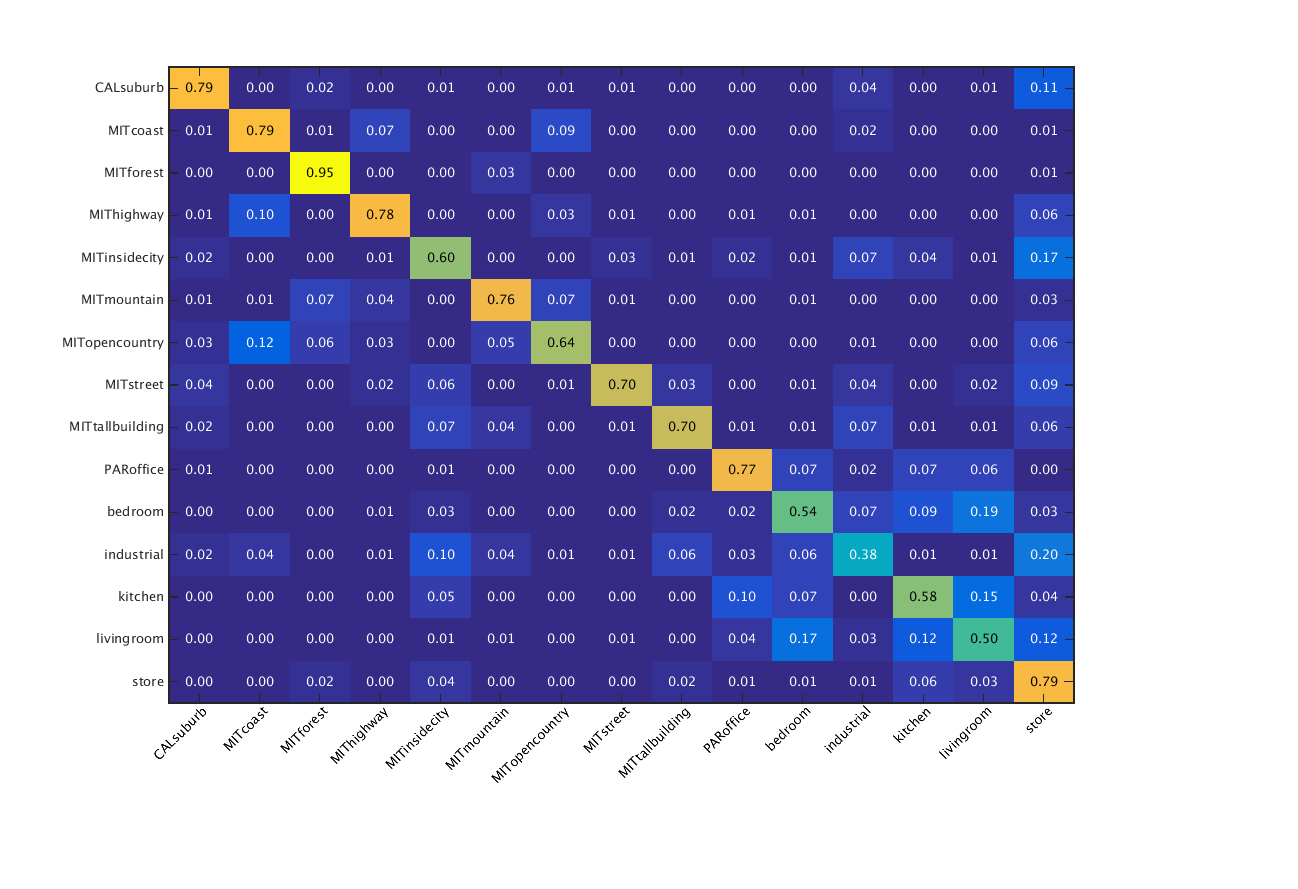 CALsuburb 0.79 0.00 0.02 0.00 0.01 0.00 0.01 0.01 0.00 0.00 0.00 0.04 0.00 0.01 0.11
MITcoast 0.01 0.79 0.01 0.07 0.00 0.00 0.09 0.00 0.00 0.00 0.00 0.02 0.00 0.00 0.01
MITforest 0.00 0.00 0.95 0.00 0.00 0.03 0.00 0.00 0.00 0.00 0.00 0.00 0.00 0.00 0.01
MIThighway 0.01 0.10 0.00 0.78 0.00 0.00 0.03 0.01 0.00 0.01 0.01 0.00 0.00 0.00 0.06
MITinsidecity 0.02 0.00 0.00 0.01 0.60 0.00 0.00 0.03 0.01 0.02 0.01 0.07 0.04 0.01 0.17
MITmountain 0.01 0.01 0.07 0.04 0.00 0.76 0.07 0.01 0.00 0.00 0.01 0.00 0.00 0.00 0.03
MITopencountry 0.03 0.12 0.06 0.03 0.00 0.05 0.64 0.00 0.00 0.00 0.00 0.01 0.00 0.00 0.06
MITstreet 0.04 0.00 0.00 0.02 0.06 0.00 0.01 0.70 0.03 0.00 0.01 0.04 0.00 0.02 0.09
MITtallbuilding 0.02 0.00 0.00 0.00 0.07 0.04 0.00 0.01 0.70 0.01 0.01 0.07 0.01 0.01 0.06
PARoffice 0.01 0.00 0.00 0.00 0.01 0.00 0.00 0.00 0.00 0.77 0.07 0.02 0.07 0.06 0.00
bedroom 0.00 0.00 0.00 0.01 0.03 0.00 0.00 0.00 0.02 0.02 0.54 0.07 0.09 0.19 0.03
industrial 0.02 0.04 0.00 0.01 0.10 0.04 0.01 0.01 0.06 0.03 0.06 0.38 0.01 0.01 0.20
kitchen 0.00 0.00 0.00 0.00 0.05 0.00 0.00 0.00 0.00 0.10 0.07 0.00 0.58 0.15 0.04
livingroom 0.00 0.00 0.00 0.00 0.01 0.01 0.00 0.01 0.00 0.04 0.17 0.03 0.12 0.50 0.12
store 0.00 0.00 0.02 0.00 0.04 0.00 0.00 0.00 0.02 0.01 0.01 0.01 0.06 0.03 0.79
CALsuburb MITcoast MITforest MIThighway MITinsidecity MITmountain MITopencountry MITstreet MITtallbuilding PARoffice bedroom industrial kitchen livingroom store